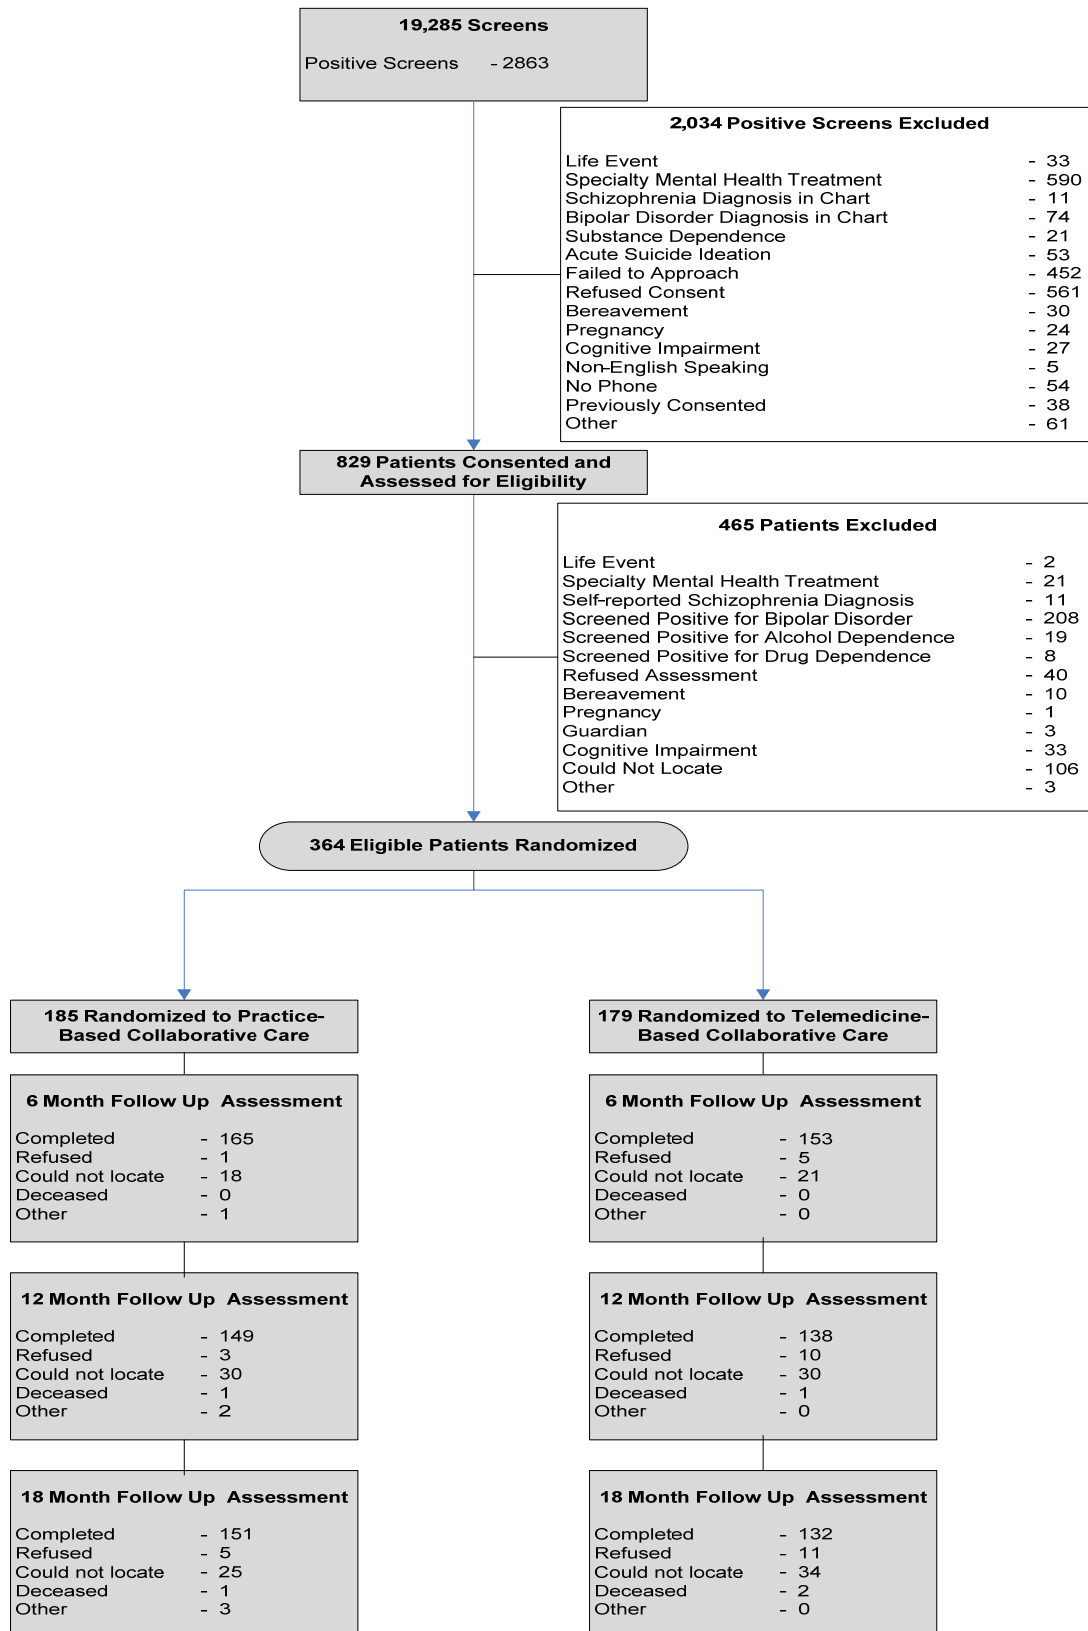 19,285 Screens
Positive Screens - 2863
2,034 Positive Screens Excluded
Life Event - 33
Specialty Mental Health Treatment - 590
Schizophrenia Diagnosis in Chart - 11
Bipolar Disorder Diagnosis in Chart - 74
Substance Dependence - 21
Acute Suicide Ideation - 53
Failed to Approach - 452
Refused Consent - 561
Bereavement - 30
Pregnancy - 24
Cognitive Impairment - 27
Non-English Speaking - 5
No Phone - 54
Previously Consented - 38
Other - 61
829 Patients Consented and
Assessed for Eligibility
465 Patients Excluded
Life Event - 2
Specialty Mental Health Treatment - 21
Self-reported Schizophrenia Diagnosis - 11
Screened Positive for Bipolar Disorder - 208
Screened Positive for Alcohol Dependence - 19
Screened Positive for Drug Dependence - 8
Refused Assessment - 40
Bereavement - 10
Pregnancy - 1
Guardian - 3
Cognitive Impairment - 33
Could Not Locate - 106
Other - 3
364 Eligible Patients Randomized
185 Randomized to Practice-
Based Collaborative Care
6 Month Follow Up Assessment
Completed - 165
Refused - 1
Could not locate - 18
Deceased - 0
Other - 1
12 Month Follow Up Assessment
Completed - 149
Refused - 3
Could not locate - 30
Deceased - 1
Other - 2
18 Month Follow Up Assessment
Completed - 151
Refused - 5
Could not locate - 25
Deceased - 1
Other - 3
179 Randomized to Telemedicine-
Based Collaborative Care
6 Month Follow Up Assessment
Completed - 153
Refused - 5
Could not locate - 21
Deceased - 0
Other - 0
12 Month Follow Up Assessment
Completed - 138
Refused - 10
Could not locate - 30
Deceased - 1
Other - 0
18 Month Follow Up Assessment
Completed - 132
Refused - 11
Could not locate - 34
Deceased - 2
Other - 0